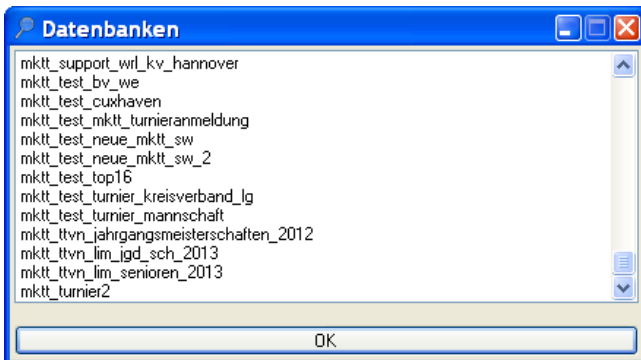 Datenbanken
mktt_support_wrl_kv_hannover
mktt_test_bv_we
mktt_test_cuxhaven
mktt_test_mktt_turnieranmeldung
mktt_test_neue_mktt_sw
mktt_test_neue_mktt_sw_2
mktt_test_top16
mktt_test_turnier_kreisverband_lg
mktt_test_turnier_mannschaft
mktt_ttvn_jahrgangsmeisterschaften_2012
mktt_ttvn_lim_jgd_sch_2013
mktt_ttvn_lim_senioren_2013
mktt_turnier2
OK